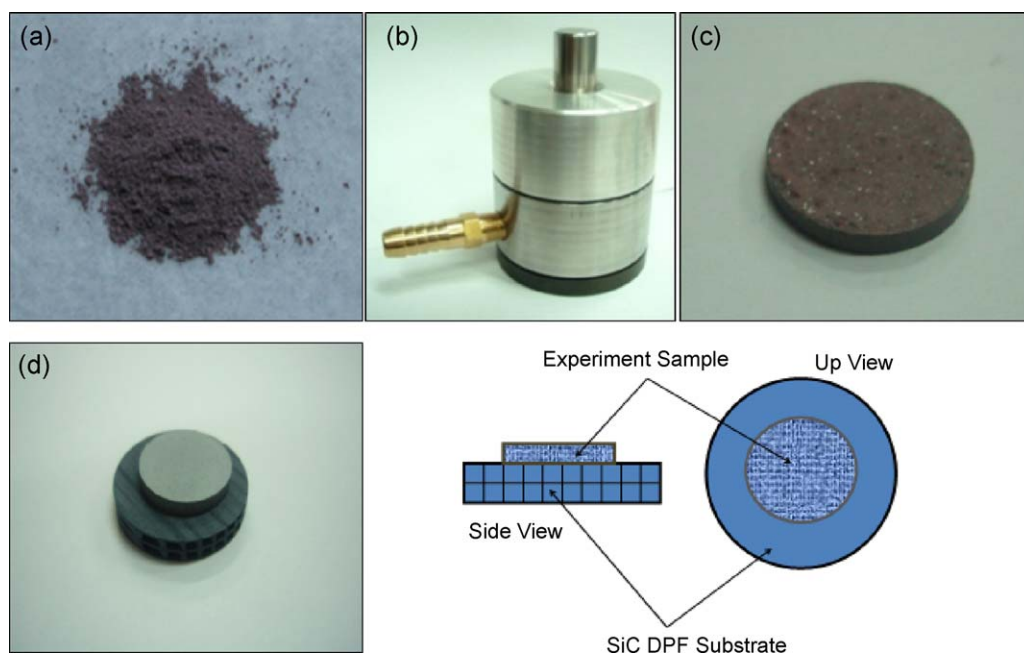 (a)
(b)
(c)
(d)
Experiment Sample
Up View
Side View
SiC DPF Substrate